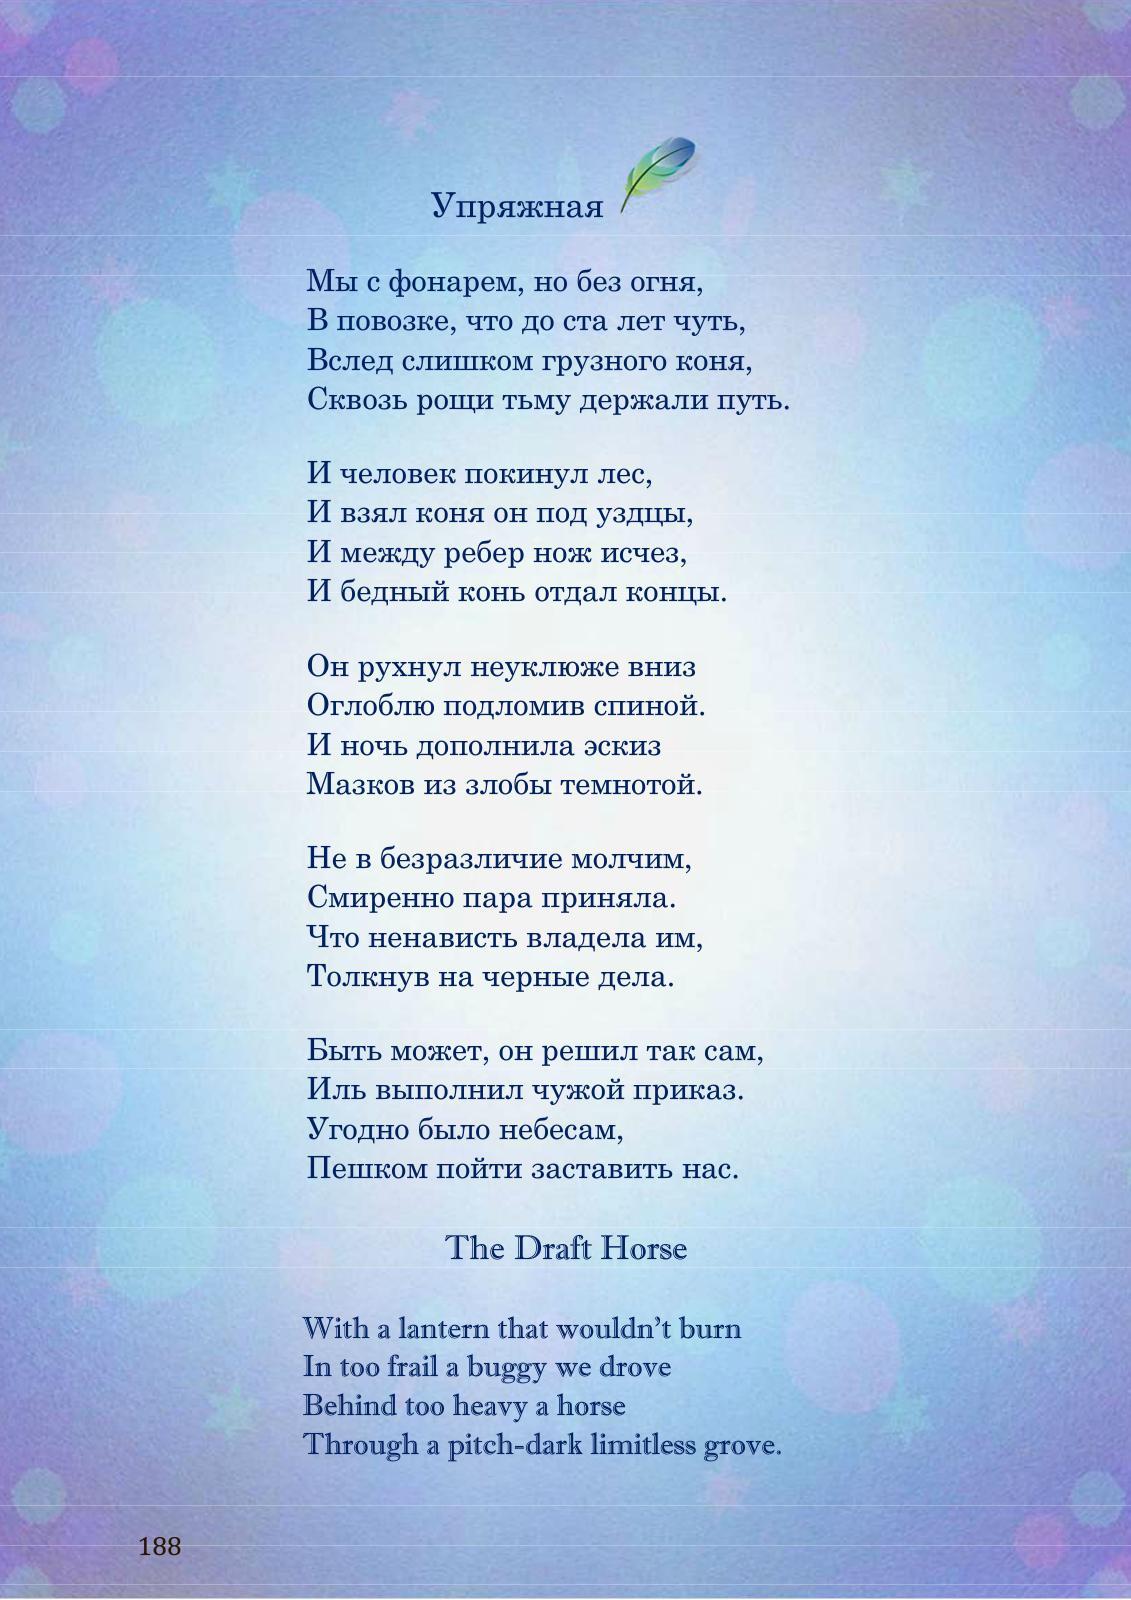 Упряжная
Мы с фонарем, но без огня,
В повозке, что до ста лет чуть,
Вслед слишком грузного коня,
Сквозь рощи тьму держали путь.
И человек покинул лес,
И взял коня он под уздцы,
И между ребер нож исчез,
И бедный конь отдал концы.
Он рухнул неуклюже вниз
Оглоблю подломив спиной.
И ночь дополнила эскиз
Мазков из злобы темнотой.
Не в безразличие молчим,
Смиренно пара приняла.
Что ненависть владела им,
Толкнув на черные дела.
Быть может, он решил так сам,
Иль выполнил чужой приказ.
Угодно было небесам,
Пешком пойти заставить нас.
The Draft Horse
With a lantern that wouldn’t burn
In too frail a buggy we drove
Behind too heavy a horse
Through a pitch-dark limitless grove.
188